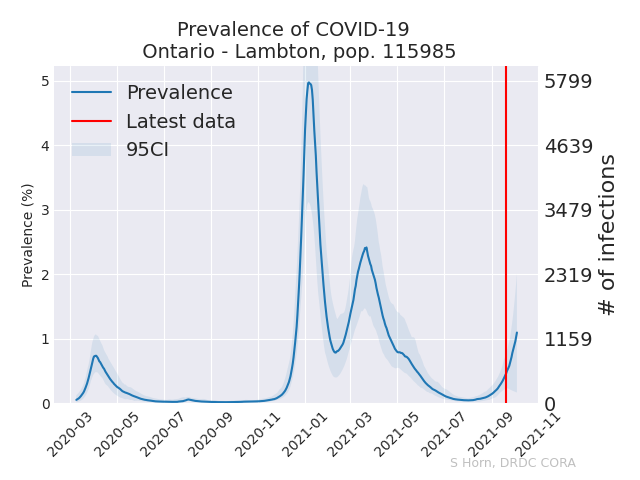 Prevalence of COVID-19
Ontario - Lambton, pop. 115985
Prevalence
Latest data
95CI
Prevalence (%)
5
4
3
2
1
0
5799
4639
3479
2319
1159
0
# of infections
2020-03
2020-05
2020-07
2020-09
2020-11
2021-01
2021-03
2021-05
2021-07
2021-09
2021-11
S Horn, DRDC CORA